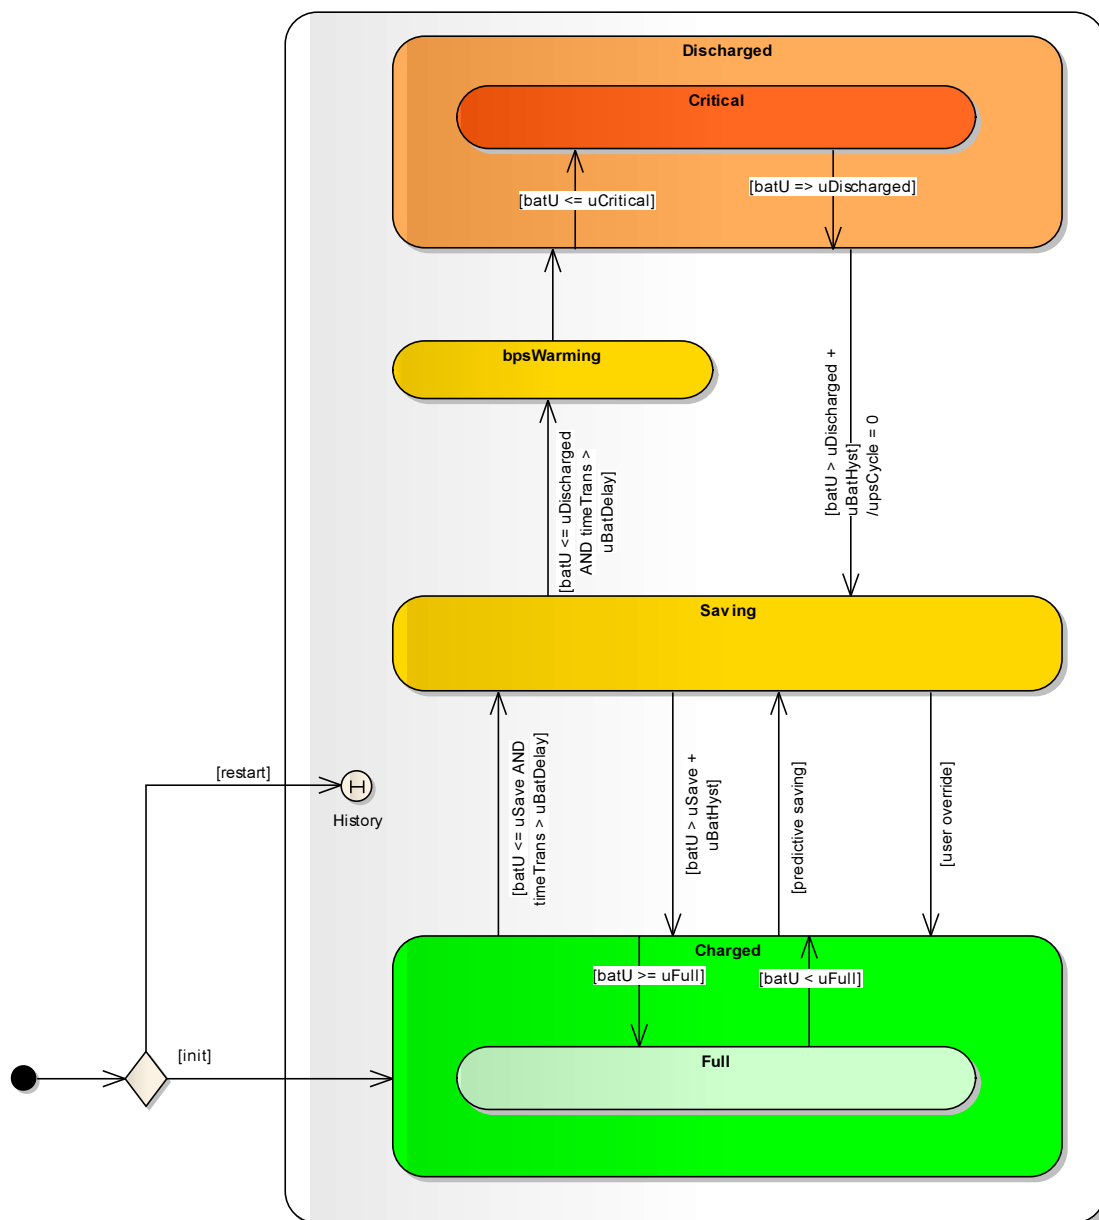 Discharged
Critical
[batU <= uCritical]
[batU => uDischarged]
bpsWarming
[batU <= uDischarged
AND timeTrans >
uBatDelay]
[batU > uDischarged +
uBatHyst]
/upsCycle = 0
Saving
[restart]
History
[batU <= uSave AND
timeTrans > uBatDelay]
[batU > uSave +
uBatHyst]
[predictive saving]
[user override]
Charged
[batU >= uFull]
[batU < uFull]
[init]
Full
H